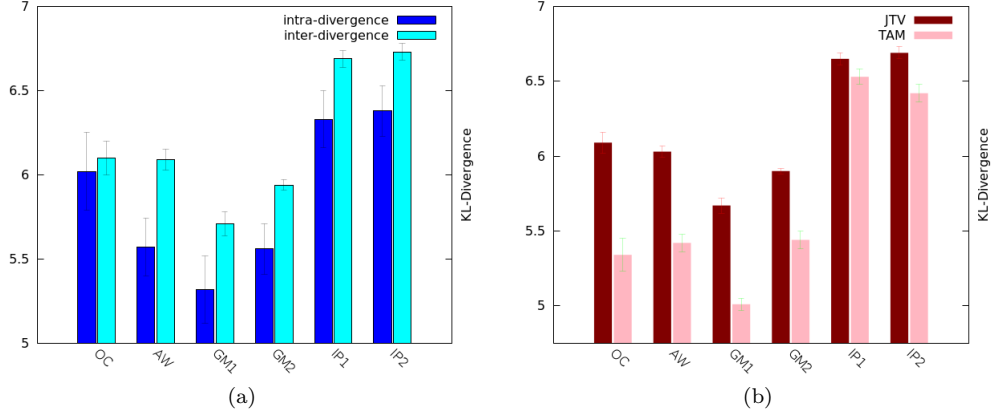 7
6.5
6
5.5
5
intra-divergence
inter-divergence
OC
AW
GM1
GM2
IP1
IP2
KL-Divergence
(a)
7
6.5
6
5.5
5
JTV
TAM
OC
AW
GM1
GM2
IP1
IP2
KL-Divergence
(b)